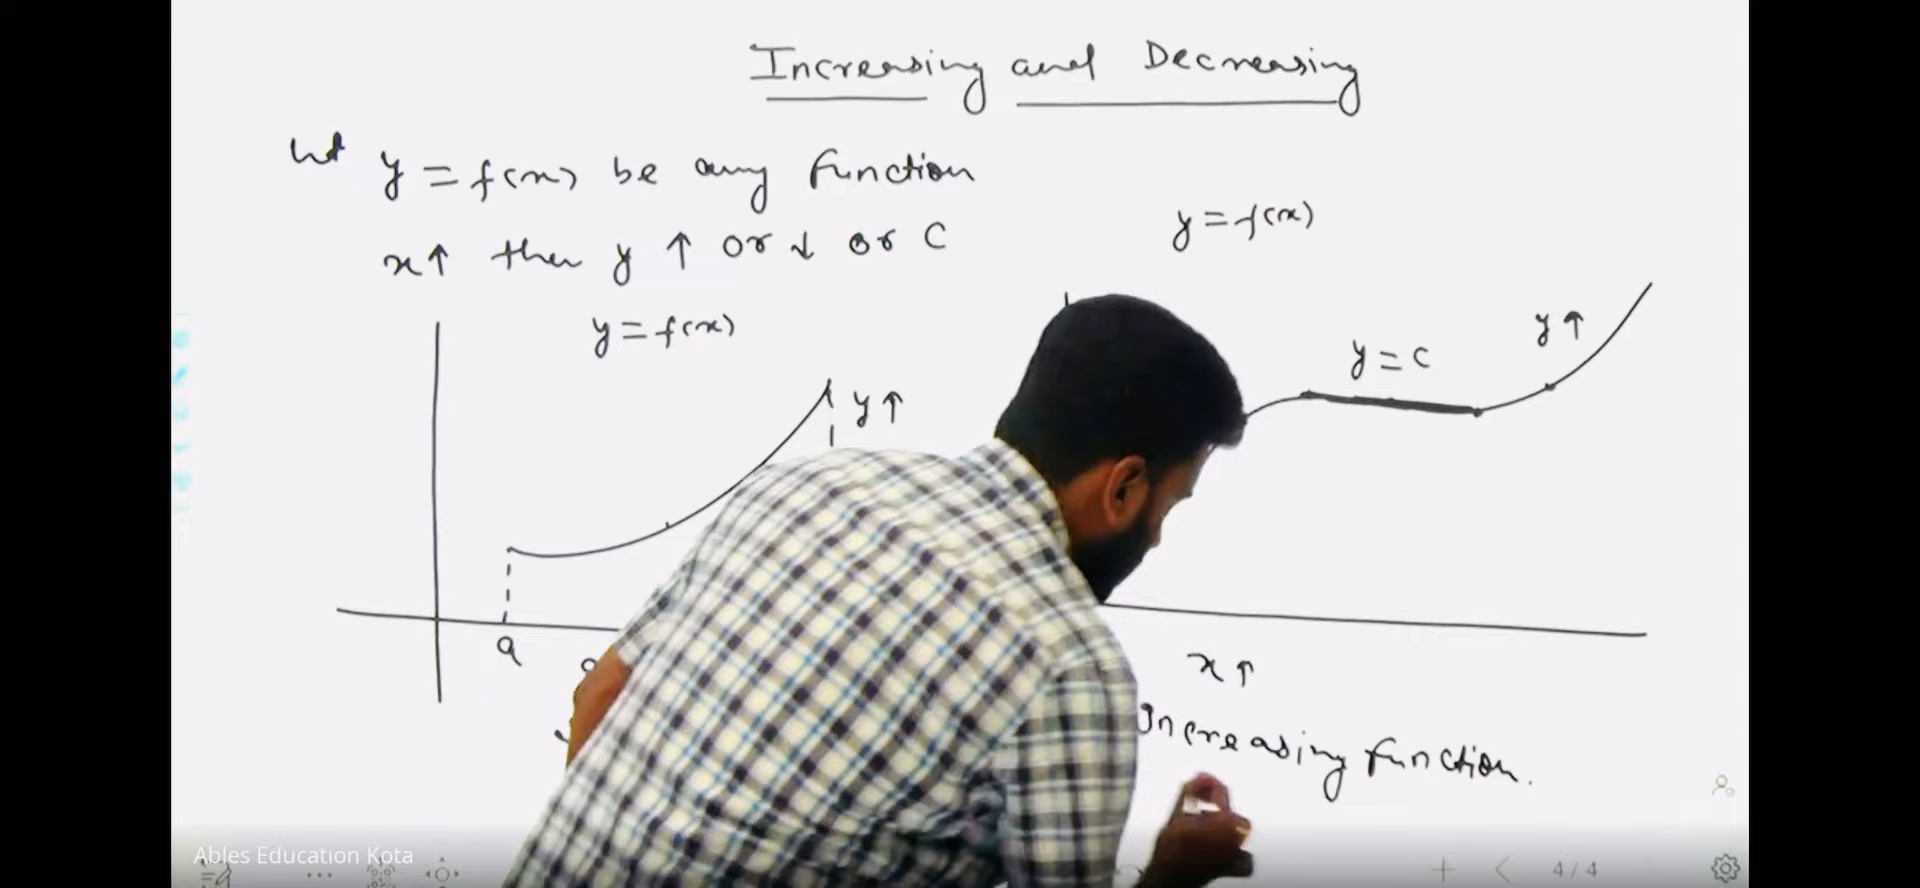 Increasing and Decreasing
Let y = f(x) be any function
x↑ then y ↑ or ↓ or C
y = f(x)
y = f(x)
y ↑
y = c
y ↑
a
x ↑
Increasing function.
Ables Education Kota
4 / 4